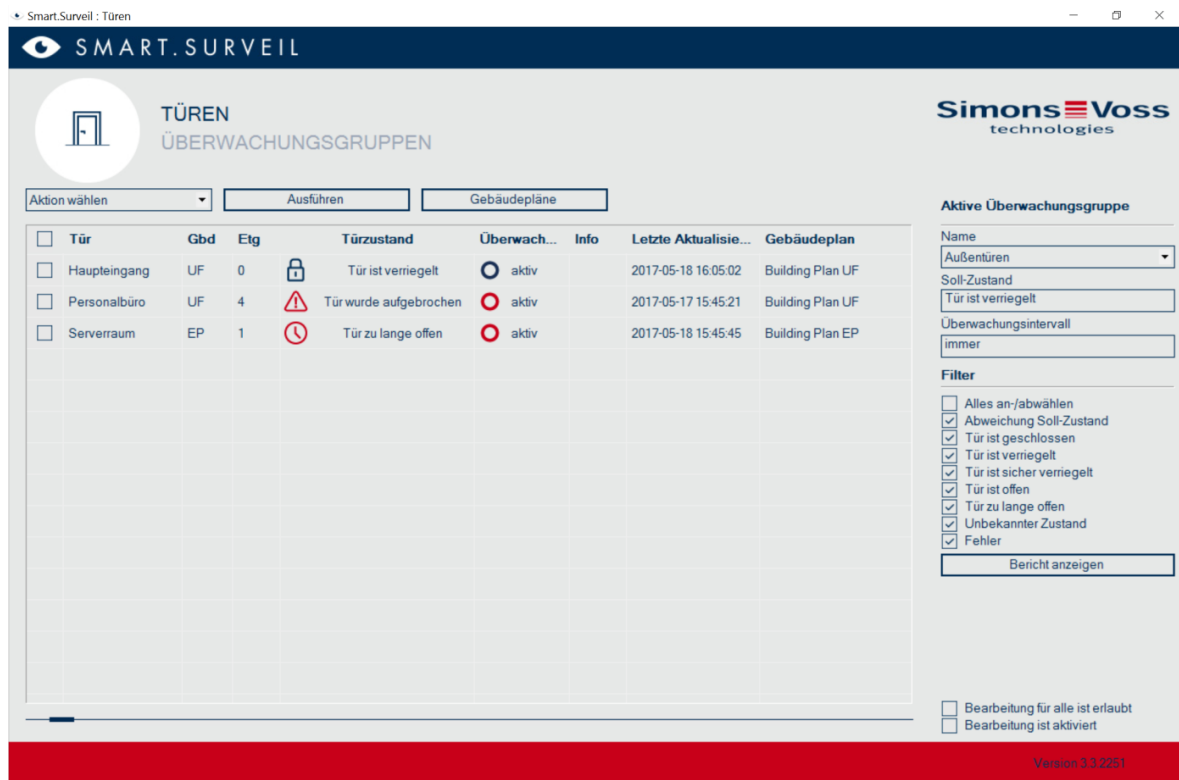 Smart.Surveil : Türen
SMART.SURVEIL
TÜREN
ÜBERWACHUNGSGRUPPEN
Simons Voss
technologies
Aktion wählen Ausführen Gebäudepläne
Tür Gbd Etg Türzustand Überwach... Info Letzte Aktualisie... Gebäudeplan
Haupteingang UF 0 Tür ist verriegelt aktiv 2017-05-18 16:05:02 Building Plan UF
Personalbüro UF 4 Tür wurde aufgebrochen aktiv 2017-05-17 15:45:21 Building Plan UF
Serverraum EP 1 Tür zu lange offen aktiv 2017-05-18 15:45:45 Building Plan EP
Aktive Überwachungsgruppe
Name
Außentüren
Soll-Zustand
Tür ist verriegelt
Überwachungsintervall
immer
Filter
Alles an-/abwählen
Abweichung Soll-Zustand
Tür ist geschlossen
Tür ist verriegelt
Tür ist sicher verriegelt
Tür ist offen
Tür zu lange offen
Unbekannter Zustand
Fehler
Bericht anzeigen
Bearbeitung für alle ist erlaubt
Bearbeitung ist aktiviert
Version 3.3.2251